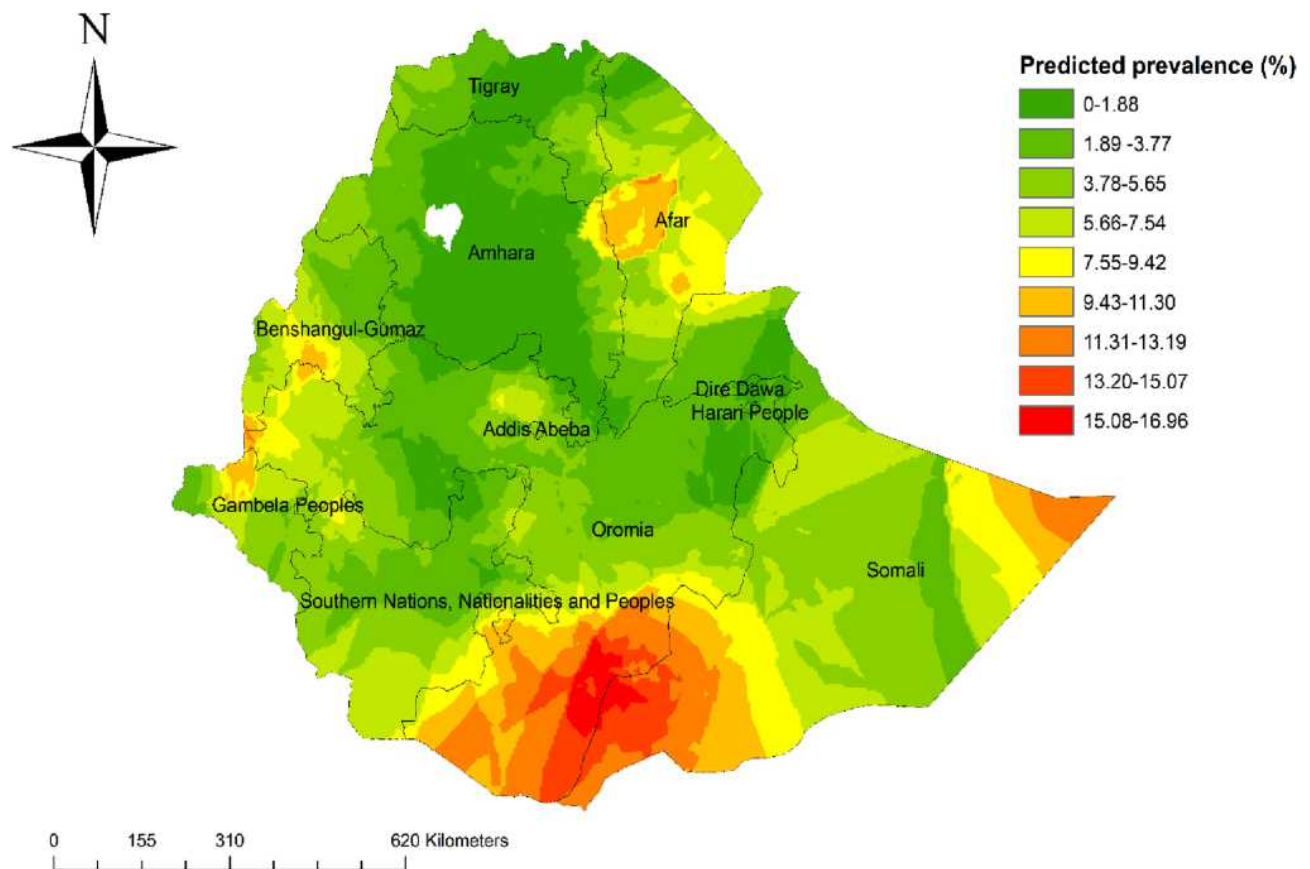 N
Predicted prevalence (%)
0-1.88
1.89 -3.77
3.78-5.65
5.66-7.54
7.55-9.42
9.43-11.30
11.31-13.19
13.20-15.07
15.08-16.96
Tigray
Afar
Amhara
Benshangul-Gumaz
Dire Dawa
Harari People
Addis Abeba
Gambela Peoples
Oromia
Somali
Southern Nations, Nationalities and Peoples
0 155 310 620 Kilometers